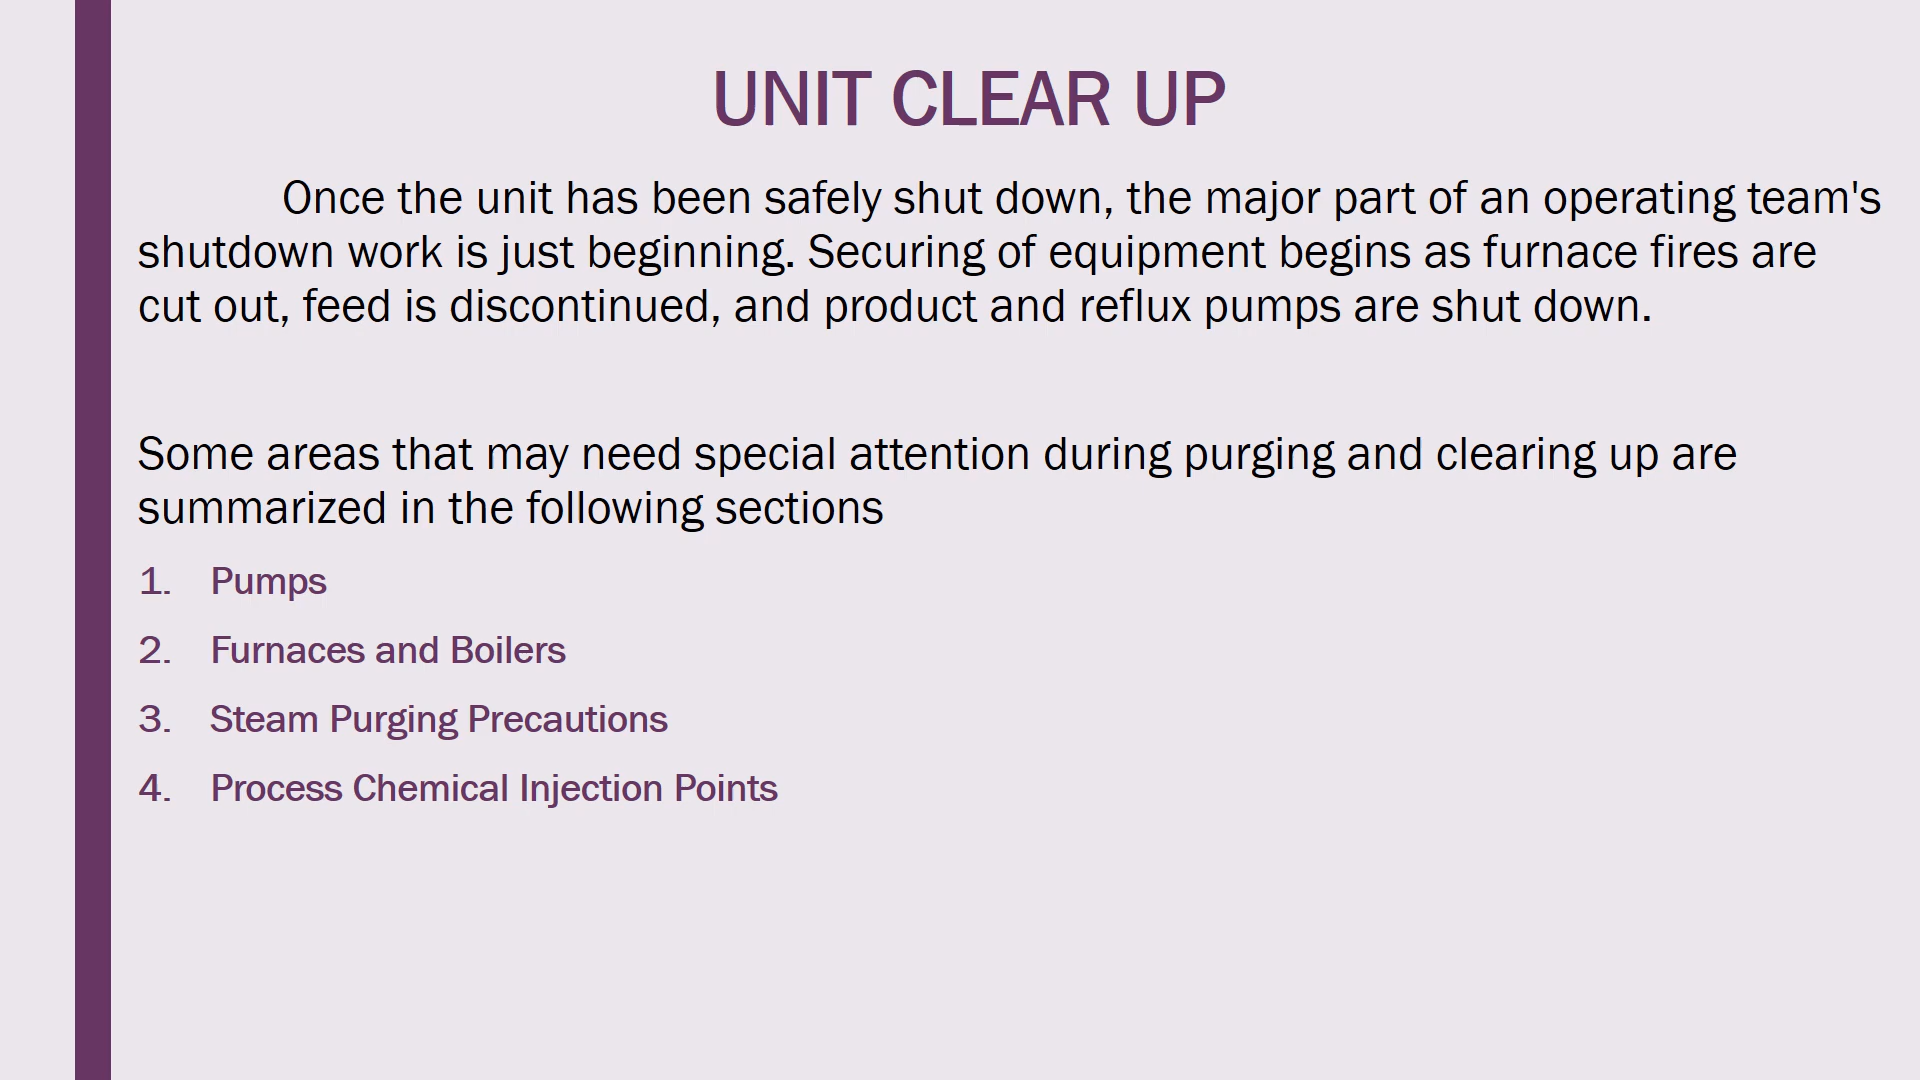 UNIT CLEAR UP
Once the unit has been safely shut down, the major part of an operating team's
shutdown work is just beginning. Securing of equipment begins as furnace fires are
cut out, feed is discontinued, and product and reflux pumps are shut down.
Some areas that may need special attention during purging and clearing up are
summarized in the following sections
1. Pumps
2. Furnaces and Boilers
3. Steam Purging Precautions
4. Process Chemical Injection Points